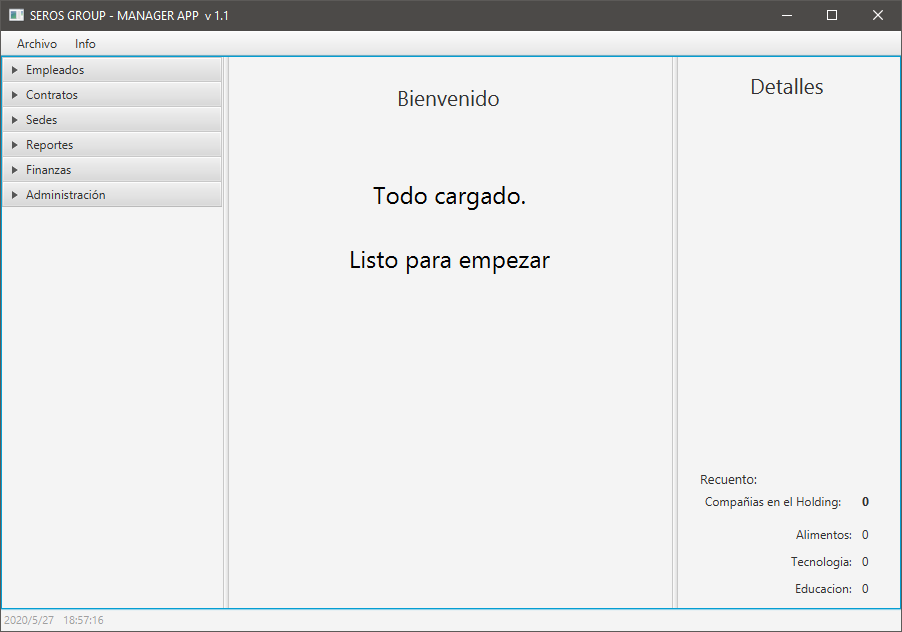 SEROS GROUP - MANAGER APP v 1.1
Archivo Info
Empleados
Contratos
Sedes
Reportes
Finanzas
Administración
Bienvenido
Todo cargado.
Listo para empezar
Detalles
Recuento:
Compañias en el Holding: 0
Alimentos: 0
Tecnologia: 0
Educacion: 0
2020/5/27 18:57:16